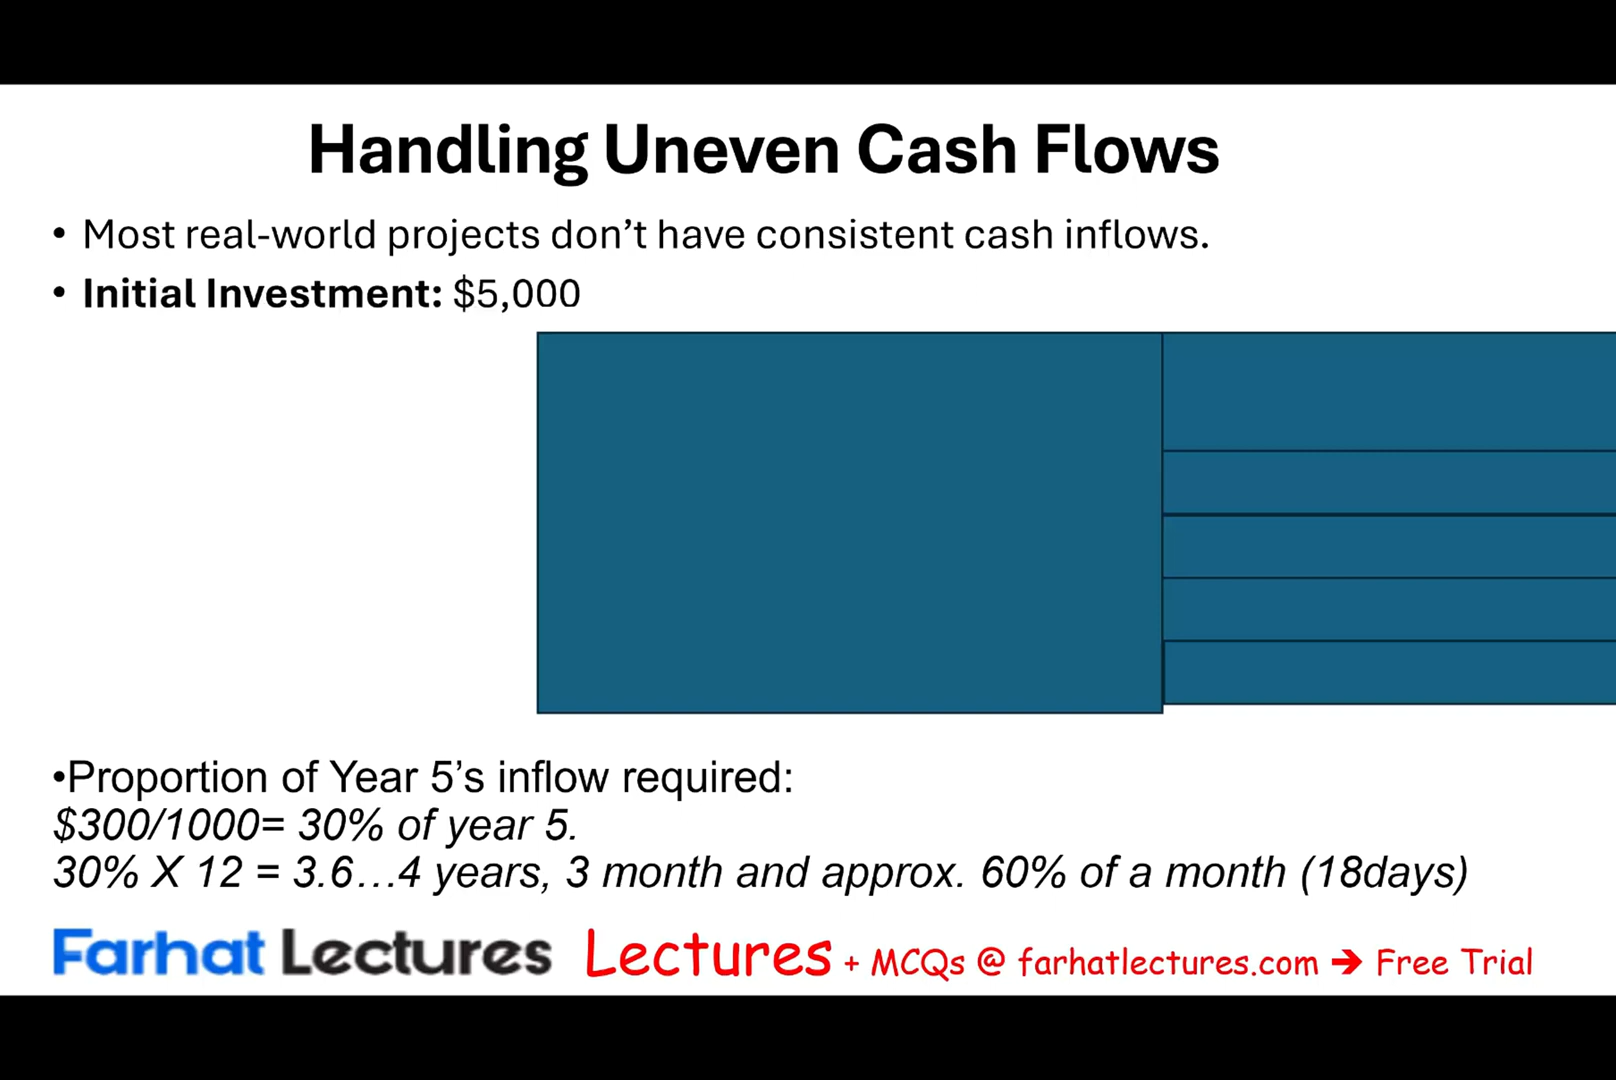 Handling Uneven Cash Flows
• Most real-world projects don’t have consistent cash inflows.
• Initial Investment: $5,000
•Proportion of Year 5’s inflow required:
$300/1000= 30% of year 5.
30% X 12 = 3.6…4 years, 3 month and approx. 60% of a month (18days)
Farhat Lectures Lectures + MCQs @ farhatlectures.com ➔ Free Trial